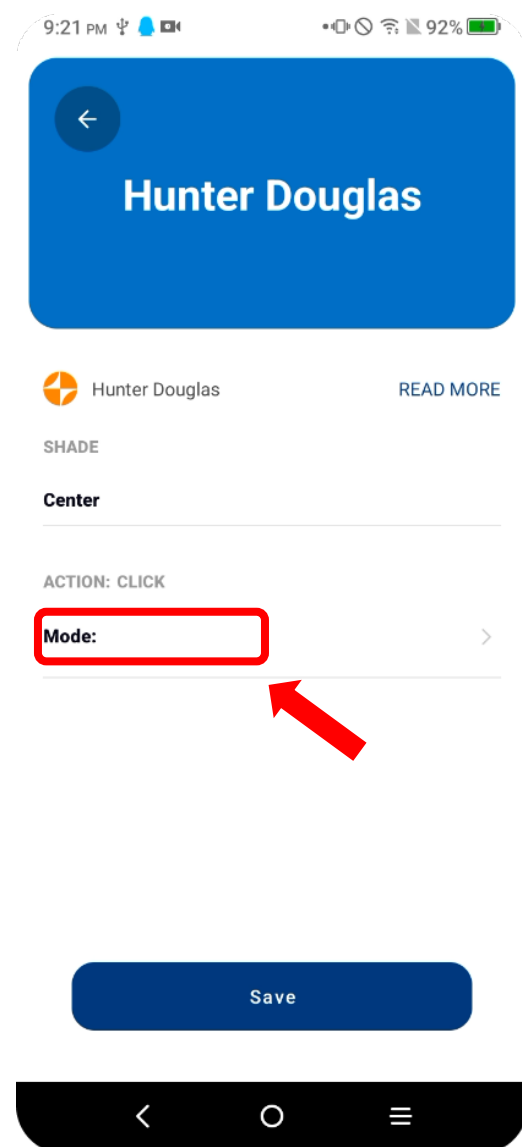 9:21 PM 92%
Hunter Douglas
Hunter Douglas READ MORE
SHADE
Center
ACTION: CLICK
Mode:
Save